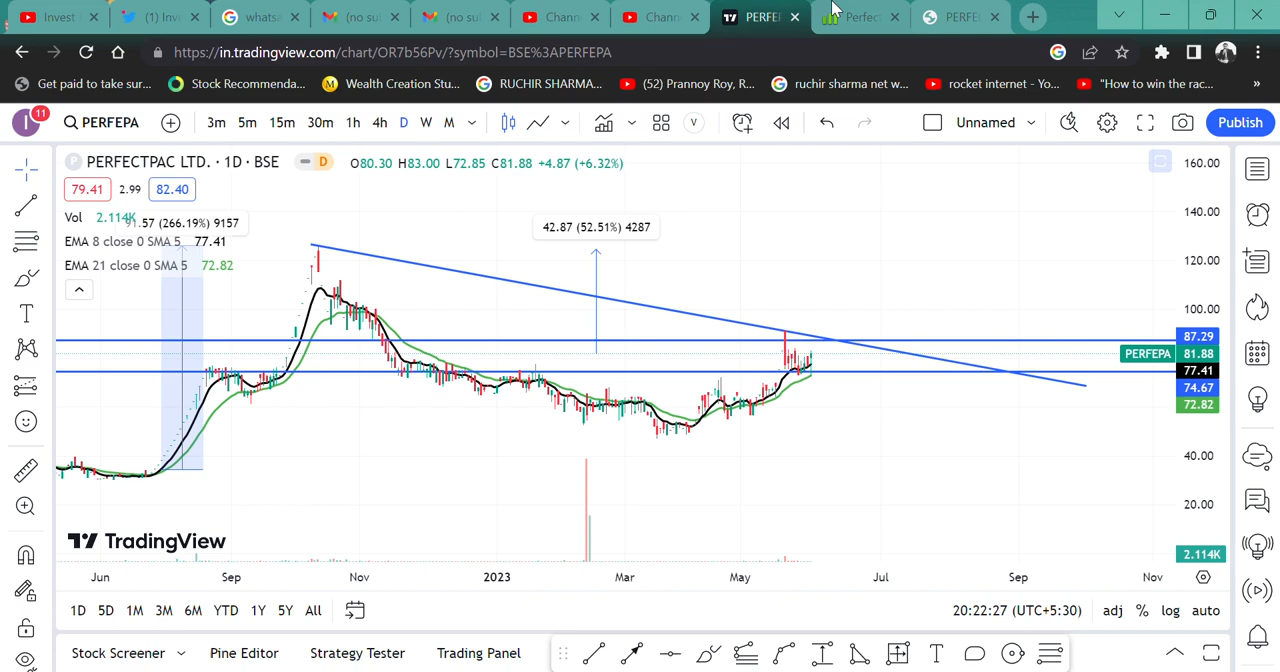 Invest
(1) Inv
whatsa
(no su
(no su
Chann
Chann
PERFE
Perfec
PERFE
https://in.tradingview.com/chart/OR7b56Pv/?symbol=BSE%3APERFEPA
Get paid to take sur...
Stock Recommenda...
Wealth Creation Stu...
RUCHIR SHARMA...
(52) Prannoy Roy, R...
ruchir sharma net w...
rocket internet - Yo...
"How to win the rac...
»
I
11
PERFEPA
3m 5m 15m 30m 1h 4h D W M
V
Unnamed
Publish
PERFECTPAC LTD. · 1D · BSE
D
O80.30 H83.00 L72.85 C81.88 +4.87 (+6.32%)
79.41 2.99 82.40
Vol 2.114K
91.57 (266.19%) 9157
EMA 8 close 0 SMA 5 77.41
EMA 21 close 0 SMA 5 72.82
42.87 (52.51%) 4287
160.00
140.00
120.00
100.00
87.29
PERFEPA 81.88
77.41
74.67
72.82
40.00
20.00
2.114K
TradingView
Jun Sep Nov 2023 Mar May Jul Sep Nov
1D 5D 1M 3M 6M YTD 1Y 5Y All
20:22:27 (UTC+5:30) adj % log auto
Stock Screener Pine Editor Strategy Tester Trading Panel